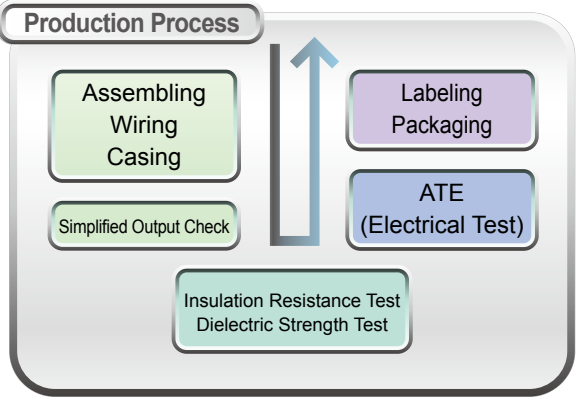 Production Process
Assembling
Wiring
Casing
Simplified Output Check
Insulation Resistance Test
Dielectric Strength Test
ATE
(Electrical Test)
Labeling
Packaging